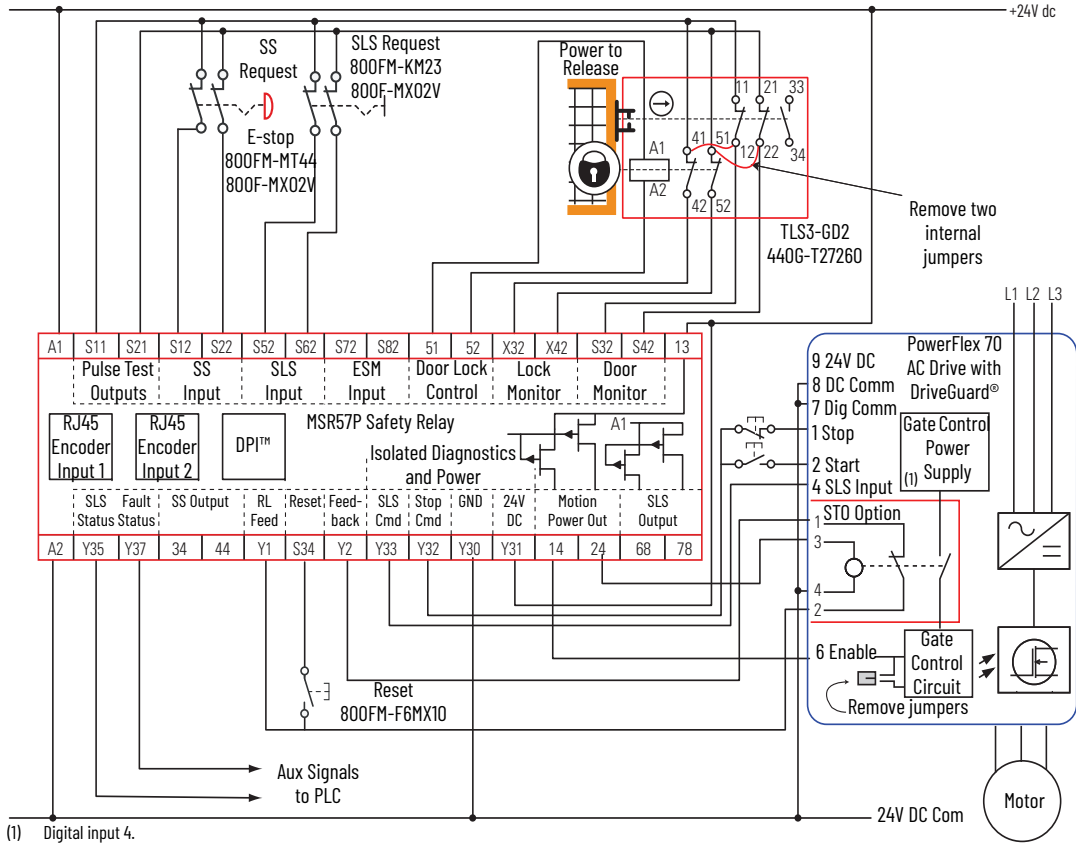 +24V dc
SS
Request
E-stop
800FM-MT44
800F-MX02V
SLS Request
800FM-KM23
800F-MX02V
Power to
Release
11 21 33
A1 41 51 12 22 34
A2
42 52
TLS3-GD2
440G-T27260
Remove two
internal
jumpers
L1 L2 L3
A1 S11 S21 S12 S22 S52 S62 S72 S82 51 52 X32 X42 S32 S42 13
Pulse Test
Outputs
SS
Input
SLS
Input
ESM
Input
Door Lock
Control
Lock
Monitor
Door
Monitor
RJ45
Encoder
Input 1
RJ45
Encoder
Input 2
DPI™
MSR57P Safety Relay
Isolated Diagnostics
and Power
A1
SLS
Status
Fault
Status
SS Output
RL
Feed
Reset
Feed-
back
SLS
Cmd
Stop
Cmd
GND
24V
DC
Motion
Power Out
SLS
Output
A2 Y35 Y37 34 44 Y1 S34 Y2 Y33 Y32 Y30 Y31 14 24 68 78
PowerFlex 70
AC Drive with
DriveGuard®
9 24V DC
8 DC Comm
7 Dig Comm
1 Stop
2 Start
4 SLS Input
Gate Control
Power
Supply
(1)
1 STO Option
3
4
2
6 Enable
Gate
Control
Circuit
Remove jumpers
Reset
800FM-F6MX10
Aux Signals
to PLC
Motor
24V DC Com
(1) Digital input 4.